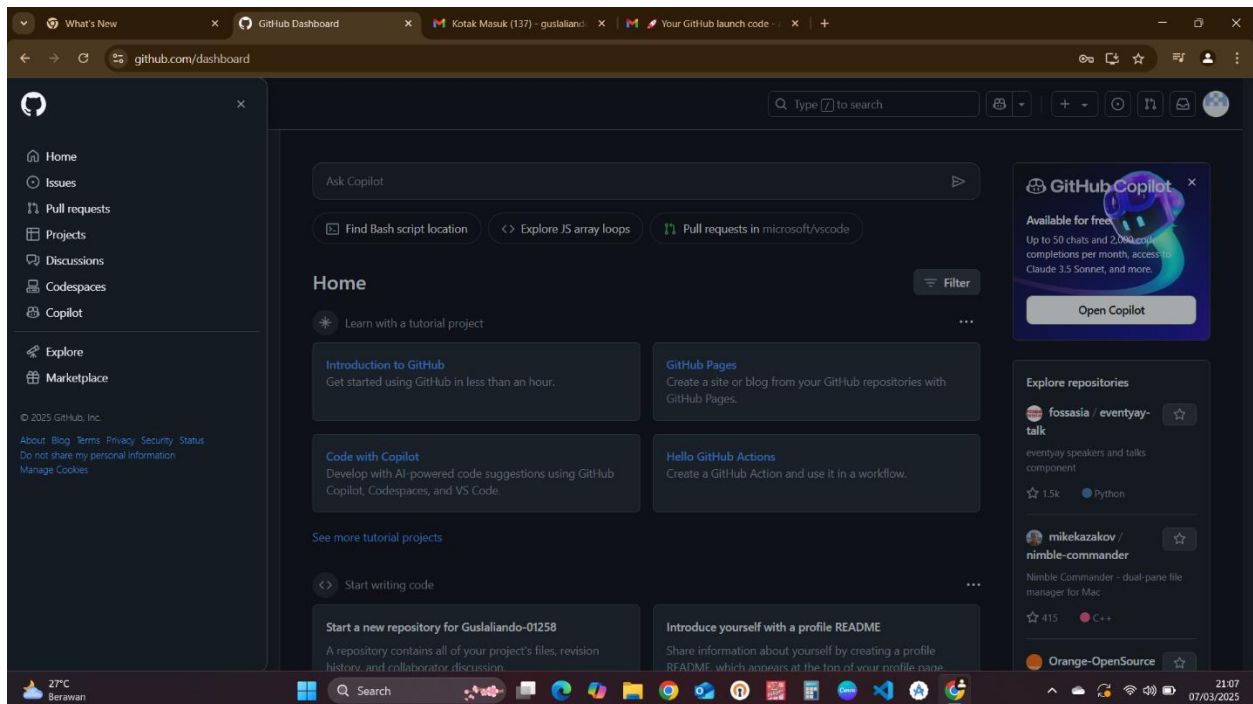 What's New
GitHub Dashboard
Kotak Masuk (137) - guslaliand
Your GitHub launch code -
github.com/dashboard
Type / to search
Home
Issues
Pull requests
Projects
Discussions
Codespaces
Copilot
Explore
Marketplace
© 2025 GitHub, Inc.
About Blog Terms Privacy Security Status
Do not share my personal information
Manage Cookies
Ask Copilot
Find Bash script location
Explore JS array loops
Pull requests in microsoft/vscode
Home
Filter
Learn with a tutorial project
Introduction to GitHub
Get started using GitHub in less than an hour.
GitHub Pages
Create a site or blog from your GitHub repositories with
GitHub Pages.
Code with Copilot
Develop with AI-powered code suggestions using GitHub
Copilot, Codespaces, and VS Code.
Hello GitHub Actions
Create a GitHub Action and use it in a workflow.
See more tutorial projects
Start writing code
Start a new repository for Guslaliando-01258
A repository contains all of your project's files, revision
history, and collaborator discussion.
Introduce yourself with a profile README
Share information about yourself by creating a profile
README, which appears at the top of your profile page.
GitHub Copilot
Available for free
Up to 50 chats and 2,000 code
completions per month, access to
Claude 3.5 Sonnet, and more.
Open Copilot
Explore repositories
fossasia / eventyay-
talk
eventyay speakers and talks
component
1.5k Python
mikekazakov /
nimble-commander
Nimble Commander - dual-pane file
manager for Mac
415 C++
Orange-OpenSource
27°C
Berawan
Search
21:07
07/03/2025